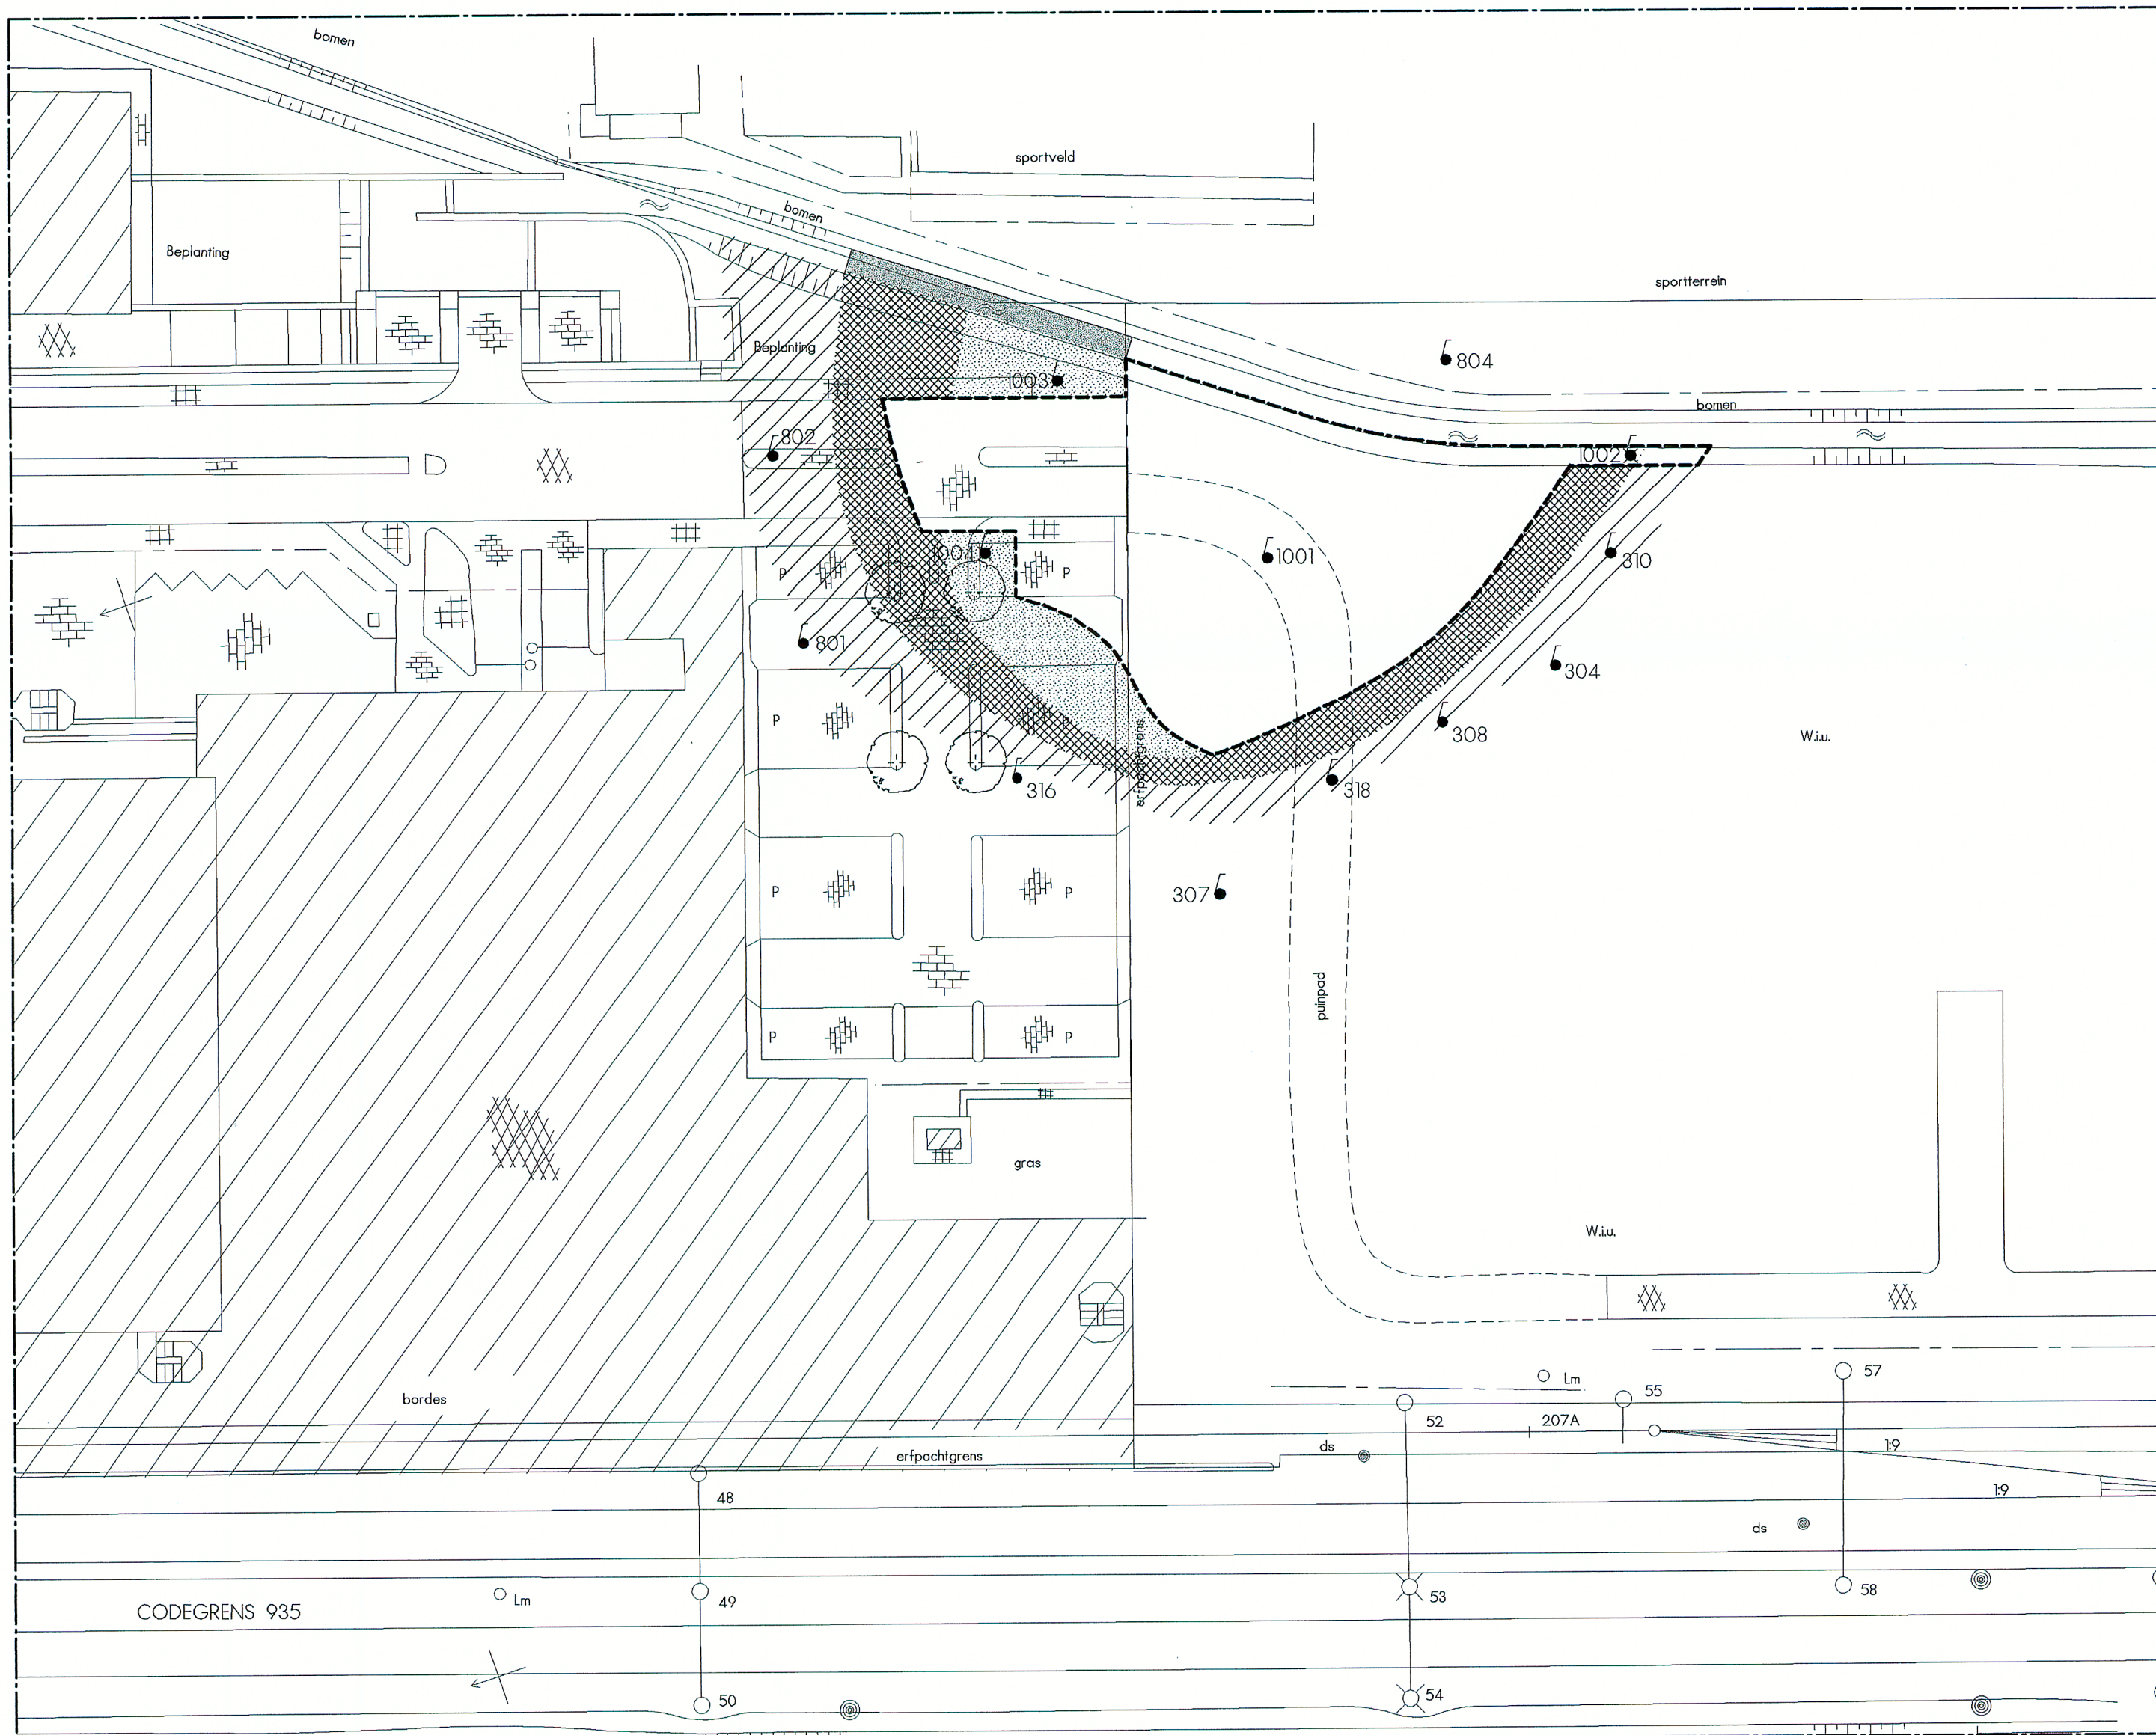 bomen
sportveld
bomen
Beplanting
sportterrein
Beplanting
804
1003
bomen
802
1002
1004
1001
310
P
P
801
304
P
P
erfpachtgrens
308
W.i.u.
316
318
P
P
307
puinpad
P
P
gras
W.i.u.
bordes
Lm
57
55
52
207A
ds
1:9
erfpachtgrens
48
1:9
ds
Lm
49
53
58
CODEGRENS 935
50
54